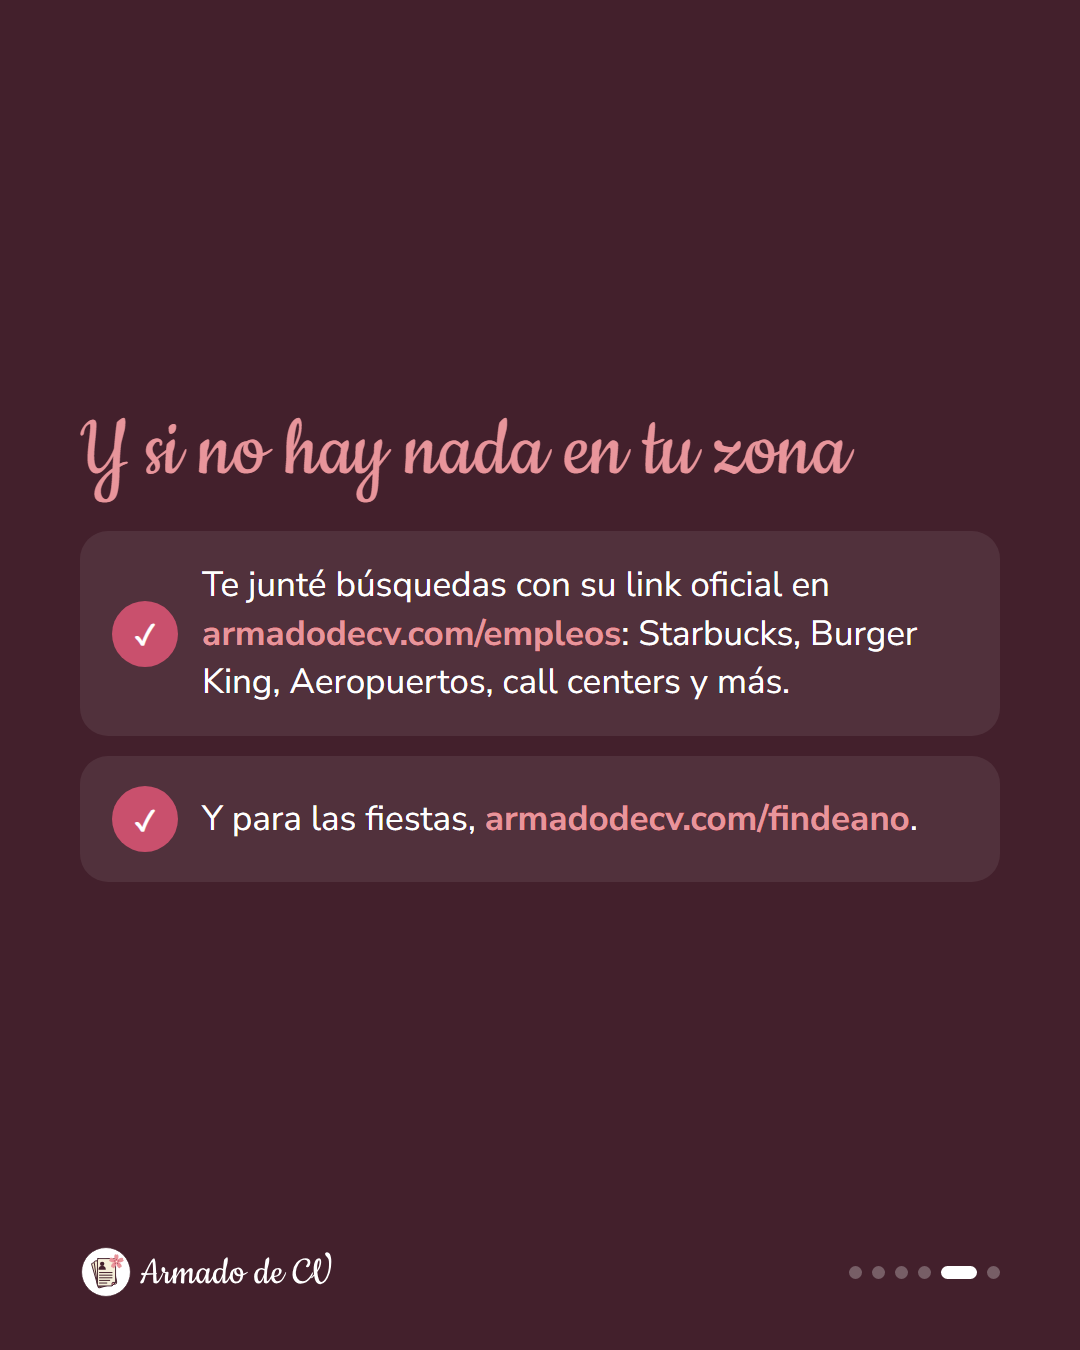 Y si no hay nada en tu zona
Te junté búsquedas con su link oficial en
armadodecv.com/empleos: Starbucks, Burger
King, Aeropuertos, call centers y más.
Y para las fiestas, armadodecv.com/findeano.
Armado de CV